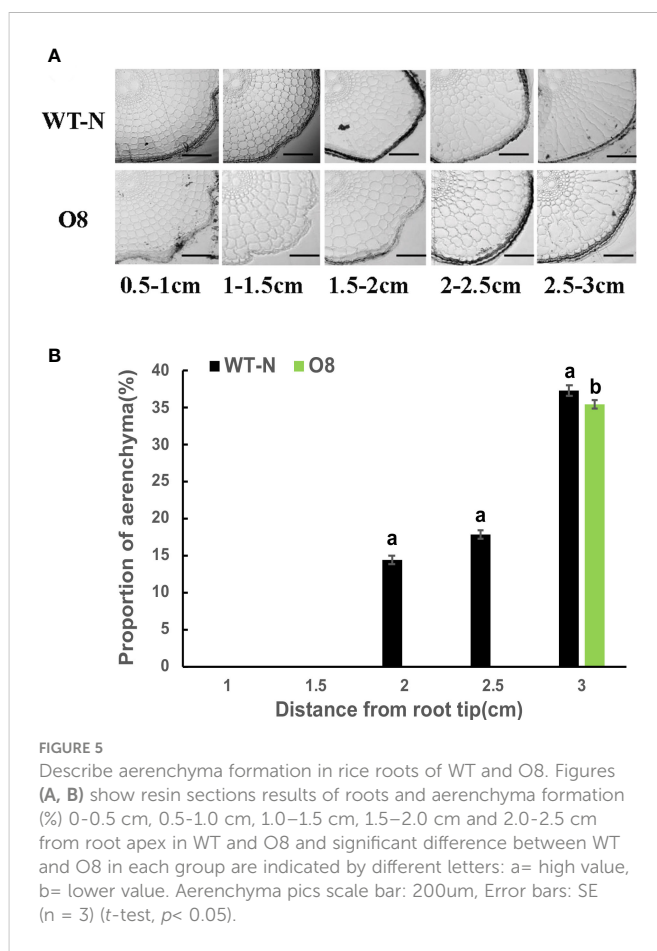 A
WT-N
O8
0.5-1cm 1-1.5cm 1.5-2cm 2-2.5cm 2.5-3cm
B
WT-N O8
Proportion of aerenchyma(%)
40
35
30
25
20
15
10
5
0
a
a
a
b
1 1.5 2 2.5 3
Distance from root tip(cm)
FIGURE 5
Describe aerenchyma formation in rice roots of WT and O8. Figures
(A, B) show resin sections results of roots and aerenchyma formation
(%) 0-0.5 cm, 0.5-1.0 cm, 1.0–1.5 cm, 1.5–2.0 cm and 2.0-2.5 cm
from root apex in WT and O8 and significant difference between WT
and O8 in each group are indicated by different letters: a= high value,
b= lower value. Aerenchyma pics scale bar: 200um, Error bars: SE
(n = 3) (t-test, p< 0.05).